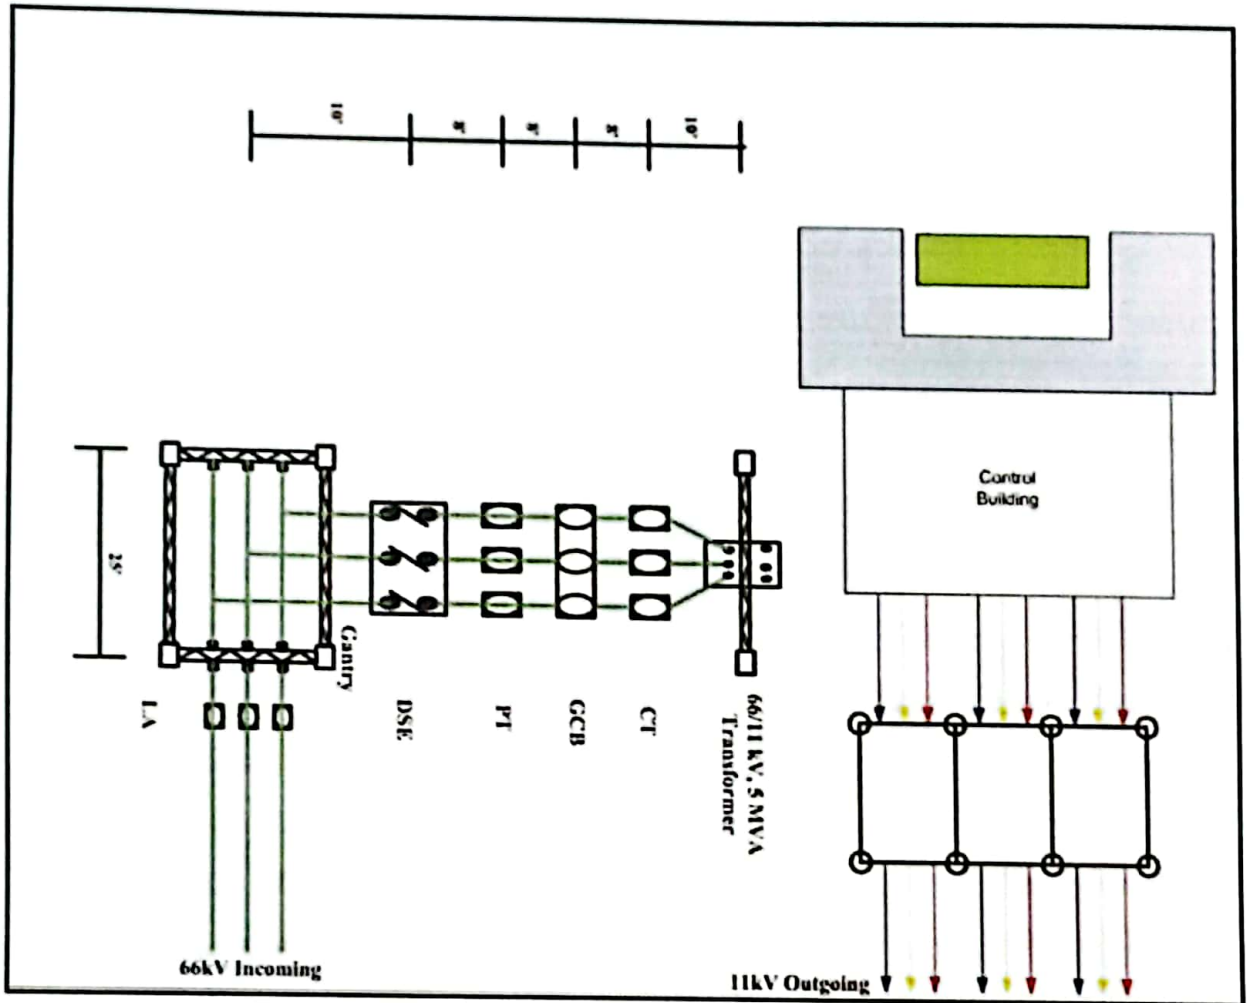 10'
8'
8'
8'
10'
Control
Building
25'
Gantry
LA
DSE
PT
GCB
CT
66/11 kV, 5 MVA
Transformer
66kV Incoming
11kV Outgoing